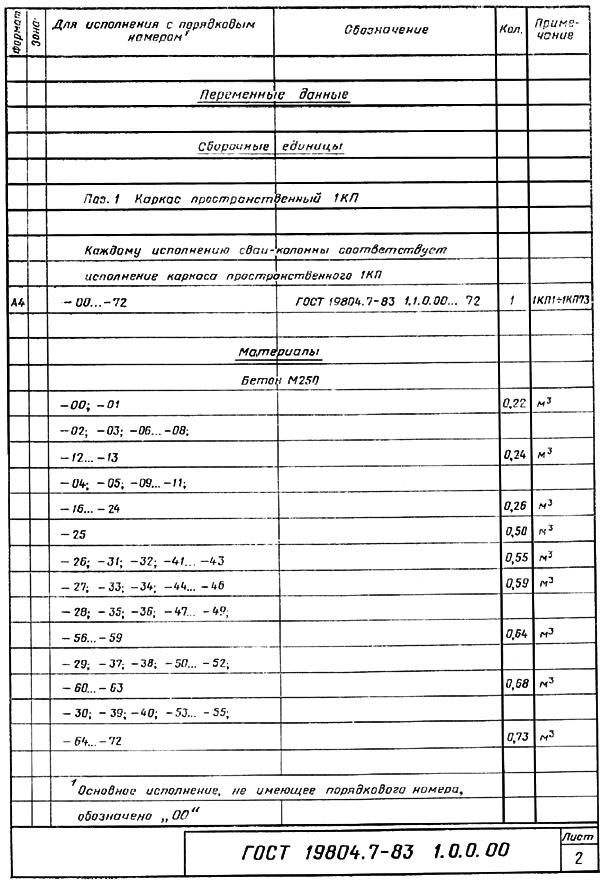 Формат
Зона
Для исполнения с порядковым номером¹
Обозначение
Кол.
Приме-
чание
Переменные данные
Сборочные единицы
Поз. 1 Каркас пространственный 1КП
Каждому исполнению сваи-колонны соответствует
исполнение каркаса пространственного 1КП
А4 -00...-72 ГОСТ 19804.7-83 1.1.0.00... 72 1 1КП1÷1КП73
Материалы
Бетон М250
-00; -01 0,22 м³
-02; -03; -06...-08;
-12...-13 0,24 м³
-04; -05; -09...-11;
-16...-24 0,26 м³
-25 0,50 м³
-26; -31; -32; -41...-43 0,55 м³
-27; -33; -34; -44...-46 0,59 м³
-28; -35; -36; -47...-49;
-56...-59 0,64 м³
-29; -37; -38; -50...-52;
-60...-63 0,68 м³
-30; -39; -40; -53...-55;
-64...-72 0,73 м³
¹ Основное исполнение, не имеющее порядкового номера,
обозначено „00“
ГОСТ 19804.7-83 1.0.0.00
Лист
2